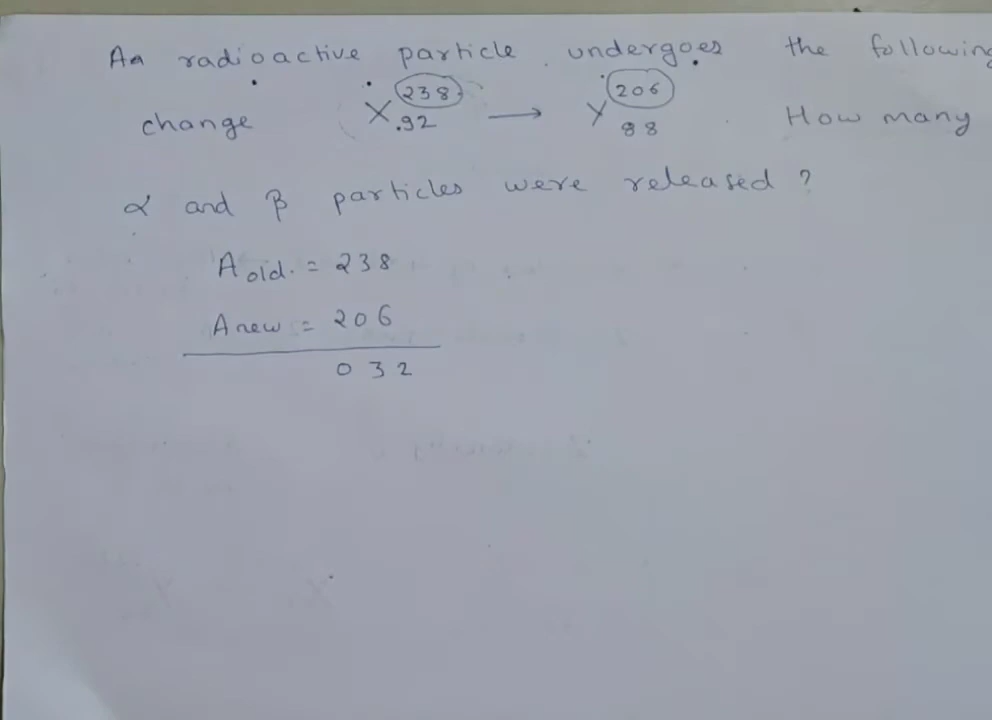 An radioactive particle undergoes the following
change X 238 .92 → Y 206 88 How many
α and β particles were released ?
A old. = 238
A new = 206
032